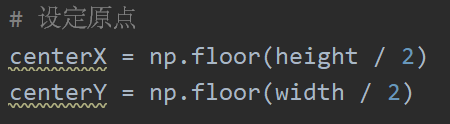 # 设定原点
centerX = np.floor(height / 2)
centerY = np.floor(width / 2)